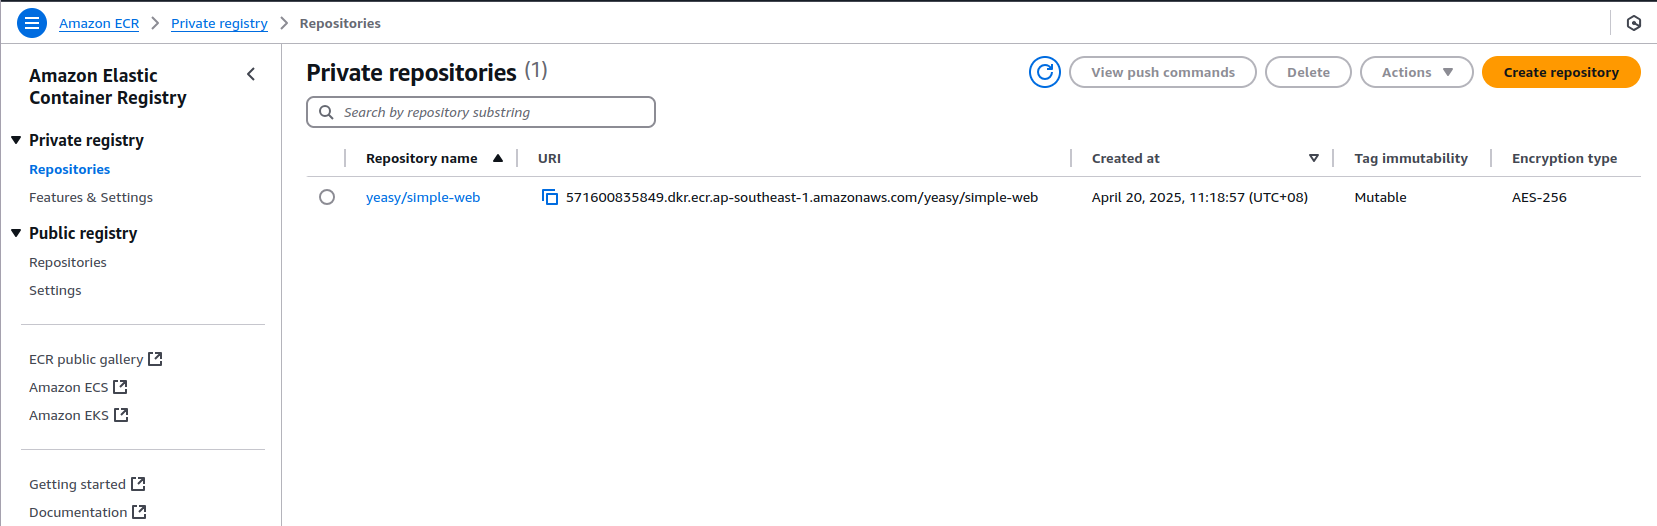 Amazon ECR > Private registry > Repositories
Amazon Elastic
Container Registry
Private registry
Repositories
Features & Settings
Public registry
Repositories
Settings
ECR public gallery
Amazon ECS
Amazon EKS
Getting started
Documentation
Private repositories (1)
View push commands Delete Actions Create repository
Search by repository substring
Repository name URI Created at Tag immutability Encryption type
yeasy/simple-web 571600835849.dkr.ecr.ap-southeast-1.amazonaws.com/yeasy/simple-web April 20, 2025, 11:18:57 (UTC+08) Mutable AES-256